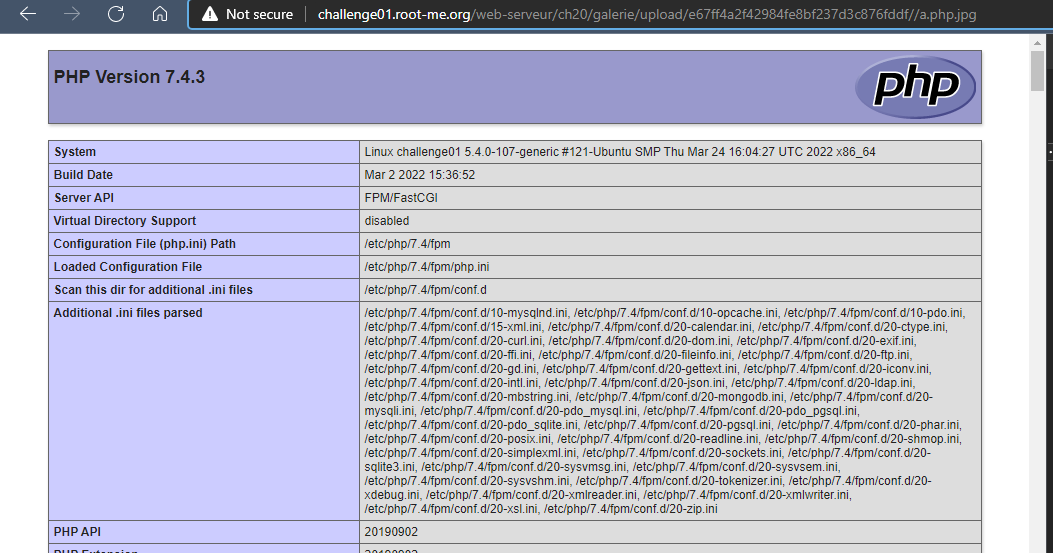 Not secure challenge01.root-me.org/web-serveur/ch20/galerie/upload/e67ff4a2f42984fe8bf237d3c876fddf//a.php.jpg
PHP Version 7.4.3
php
System Linux challenge01 5.4.0-107-generic #121-Ubuntu SMP Thu Mar 24 16:04:27 UTC 2022 x86_64
Build Date Mar 2 2022 15:36:52
Server API FPM/FastCGI
Virtual Directory Support disabled
Configuration File (php.ini) Path /etc/php/7.4/fpm
Loaded Configuration File /etc/php/7.4/fpm/php.ini
Scan this dir for additional .ini files /etc/php/7.4/fpm/conf.d
Additional .ini files parsed /etc/php/7.4/fpm/conf.d/10-mysqlnd.ini, /etc/php/7.4/fpm/conf.d/10-opcache.ini, /etc/php/7.4/fpm/conf.d/10-pdo.ini,
/etc/php/7.4/fpm/conf.d/15-xml.ini, /etc/php/7.4/fpm/conf.d/20-calendar.ini, /etc/php/7.4/fpm/conf.d/20-ctype.ini,
/etc/php/7.4/fpm/conf.d/20-curl.ini, /etc/php/7.4/fpm/conf.d/20-dom.ini, /etc/php/7.4/fpm/conf.d/20-exif.ini,
/etc/php/7.4/fpm/conf.d/20-ffi.ini, /etc/php/7.4/fpm/conf.d/20-fileinfo.ini, /etc/php/7.4/fpm/conf.d/20-ftp.ini,
/etc/php/7.4/fpm/conf.d/20-gd.ini, /etc/php/7.4/fpm/conf.d/20-gettext.ini, /etc/php/7.4/fpm/conf.d/20-iconv.ini,
/etc/php/7.4/fpm/conf.d/20-intl.ini, /etc/php/7.4/fpm/conf.d/20-json.ini, /etc/php/7.4/fpm/conf.d/20-ldap.ini,
/etc/php/7.4/fpm/conf.d/20-mbstring.ini, /etc/php/7.4/fpm/conf.d/20-mongodb.ini, /etc/php/7.4/fpm/conf.d/20-
mysqli.ini, /etc/php/7.4/fpm/conf.d/20-pdo_mysql.ini, /etc/php/7.4/fpm/conf.d/20-pdo_pgsql.ini,
/etc/php/7.4/fpm/conf.d/20-pdo_sqlite.ini, /etc/php/7.4/fpm/conf.d/20-pgsql.ini, /etc/php/7.4/fpm/conf.d/20-phar.ini,
/etc/php/7.4/fpm/conf.d/20-posix.ini, /etc/php/7.4/fpm/conf.d/20-readline.ini, /etc/php/7.4/fpm/conf.d/20-shmop.ini,
/etc/php/7.4/fpm/conf.d/20-simplexml.ini, /etc/php/7.4/fpm/conf.d/20-sockets.ini, /etc/php/7.4/fpm/conf.d/20-
sqlite3.ini, /etc/php/7.4/fpm/conf.d/20-sysvmsg.ini, /etc/php/7.4/fpm/conf.d/20-sysvsem.ini,
/etc/php/7.4/fpm/conf.d/20-sysvshm.ini, /etc/php/7.4/fpm/conf.d/20-tokenizer.ini, /etc/php/7.4/fpm/conf.d/20-
xdebug.ini, /etc/php/7.4/fpm/conf.d/20-xmlreader.ini, /etc/php/7.4/fpm/conf.d/20-xmlwriter.ini,
/etc/php/7.4/fpm/conf.d/20-xsl.ini, /etc/php/7.4/fpm/conf.d/20-zip.ini
PHP API 20190902
PHP Extension 20190902